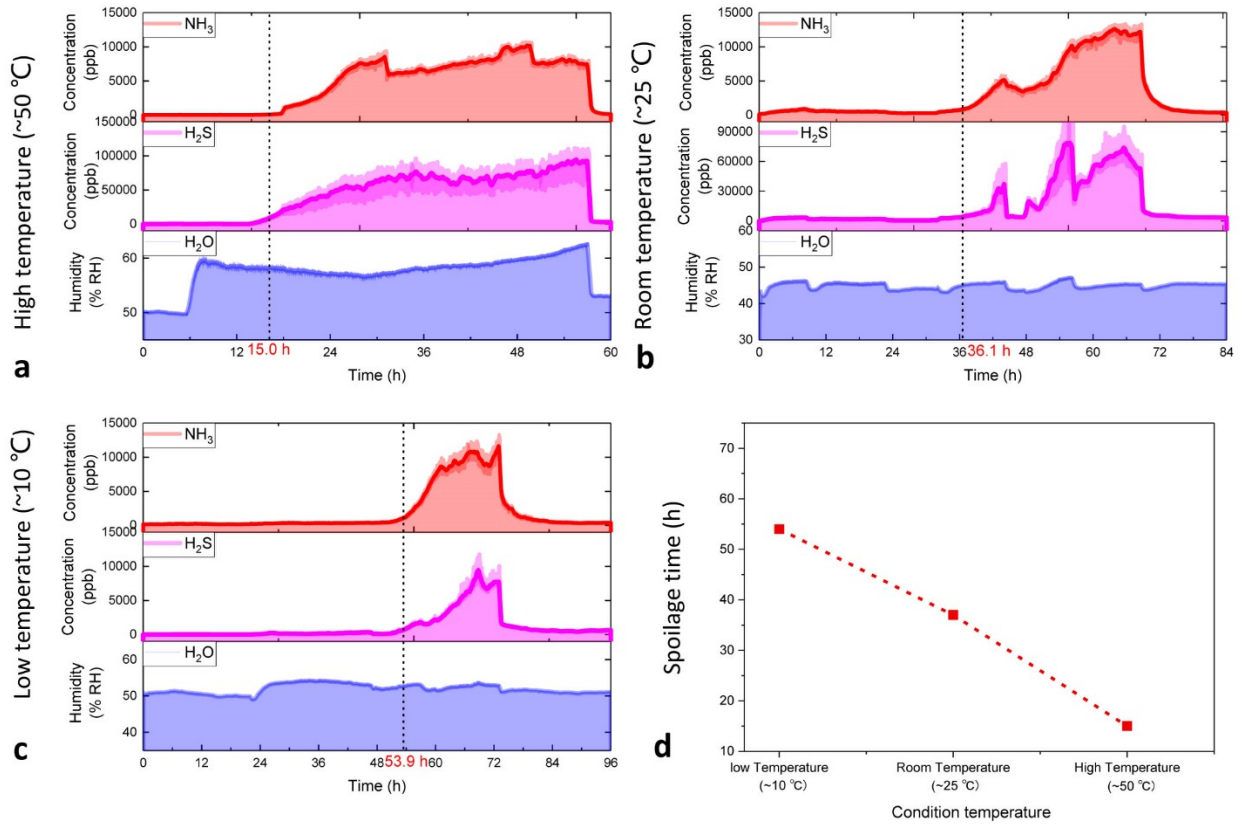 a
High temperature (~50 ℃)
Concentration
(ppb)
15000
10000
5000
0
NH₃
Concentration
(ppb)
150000
100000
50000
0
H₂S
Humidity
(% RH)
60
50
H₂O
0 12 15.0 h 24 36 48 60
Time (h)
b
Room temperature (~25 ℃)
Concentration
(ppb)
15000
10000
5000
0
NH₃
Concentration
(ppb)
90000
60000
30000
0
H₂S
Humidity
(% RH)
60
50
40
30
H₂O
0 12 24 36 36.1 h 48 60 72 84
Time (h)
c
Low temperature (~10 ℃)
Concentration
(ppb)
15000
10000
5000
0
NH₃
Concentration
(ppb)
15000
10000
5000
0
H₂S
Humidity
(% RH)
60
50
40
H₂O
0 12 24 36 48 53.9 h 60 72 84 96
Time (h)
d
Spoilage time (h)
70
60
50
40
30
20
10
low Temperature Room Temperature High Temperature
(~10 ℃) (~25 ℃) (~50 ℃)
Condition temperature